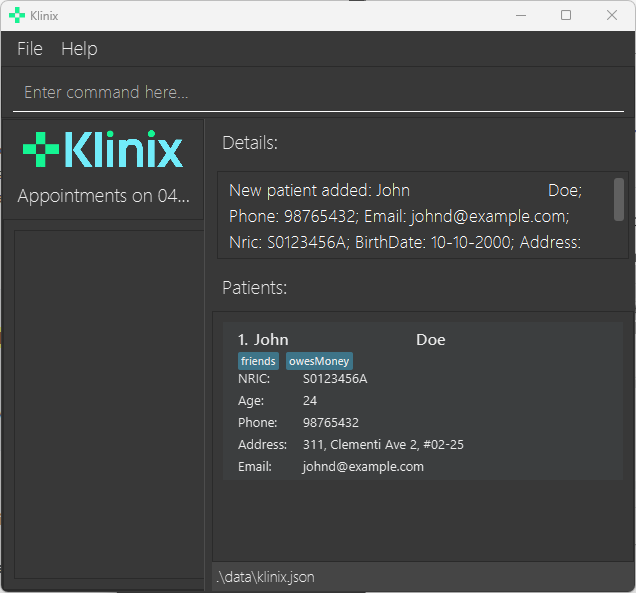 Klinix
File Help
Enter command here...
Klinix
Appointments on 04...
Details:
New patient added: John Doe;
Phone: 98765432; Email: johnd@example.com;
Nric: S0123456A; BirthDate: 10-10-2000; Address:
Patients:
1. John Doe
friends owesMoney
NRIC: S0123456A
Age: 24
Phone: 98765432
Address: 311, Clementi Ave 2, #02-25
Email: johnd@example.com
.\data\klinix.json